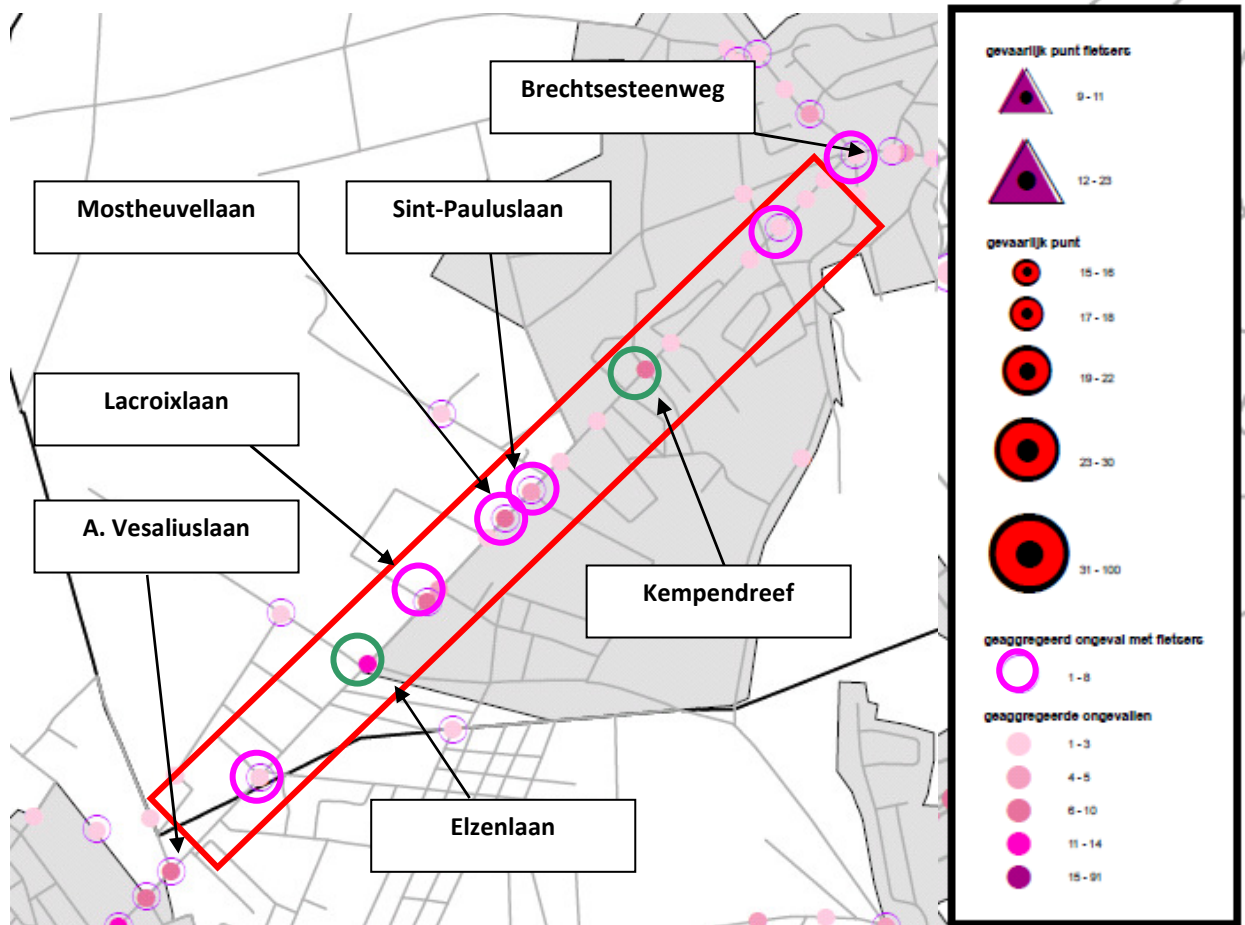 Brechtsesteenweg
Mostheuvellaan
Sint-Pauluslaan
Lacroixlaan
A. Vesaliuslaan
Kempendreef
Elzenlaan
gevaarlijk punt fietsers
9 - 11
12 - 23
gevaarlijk punt
15 - 16
17 - 18
19 - 22
23 - 30
31 - 100
geaggregeerd ongeval met fietsers
1 - 8
geaggregeerde ongevallen
1 - 3
4 - 5
6 - 10
11 - 14
15 - 91